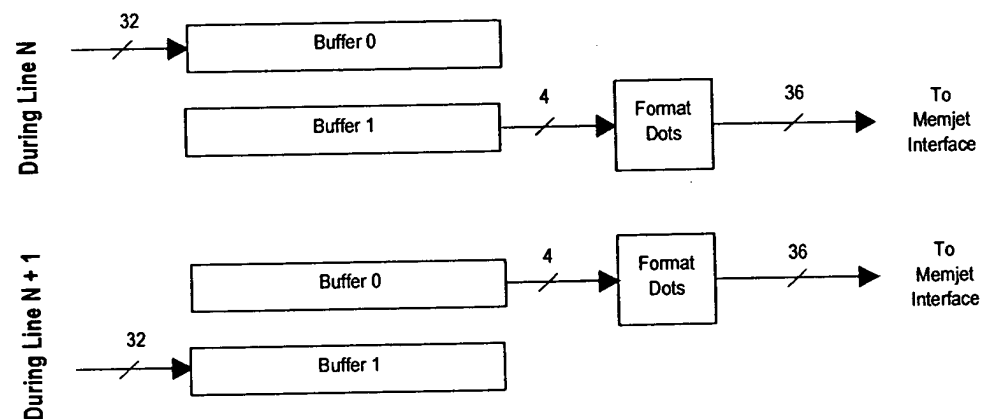 During Line N
32
Buffer 0
Buffer 1
4
Format
Dots
36
To
Memjet
Interface
During Line N + 1
Buffer 0
4
Format
Dots
36
To
Memjet
Interface
32
Buffer 1